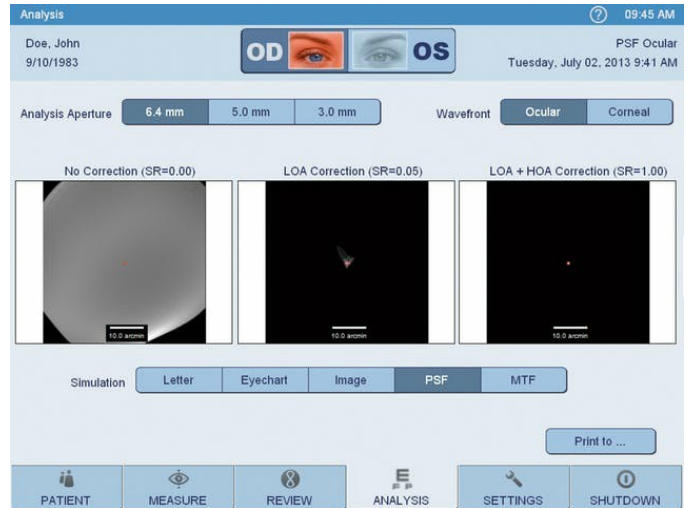 Analysis
? 09:45 AM
Doe, John
9/10/1983
OD
OS
PSF Ocular
Tuesday, July 02, 2013 9:41 AM
Analysis Aperture 6.4 mm 5.0 mm 3.0 mm
Wavefront Ocular Corneal
No Correction (SR=0.00)
LOA Correction (SR=0.05)
LOA + HOA Correction (SR=1.00)
10.0 arcmin
10.0 arcmin
10.0 arcmin
Simulation Letter Eyechart Image PSF MTF
Print to ...
E
F P
PATIENT MEASURE REVIEW ANALYSIS SETTINGS SHUTDOWN